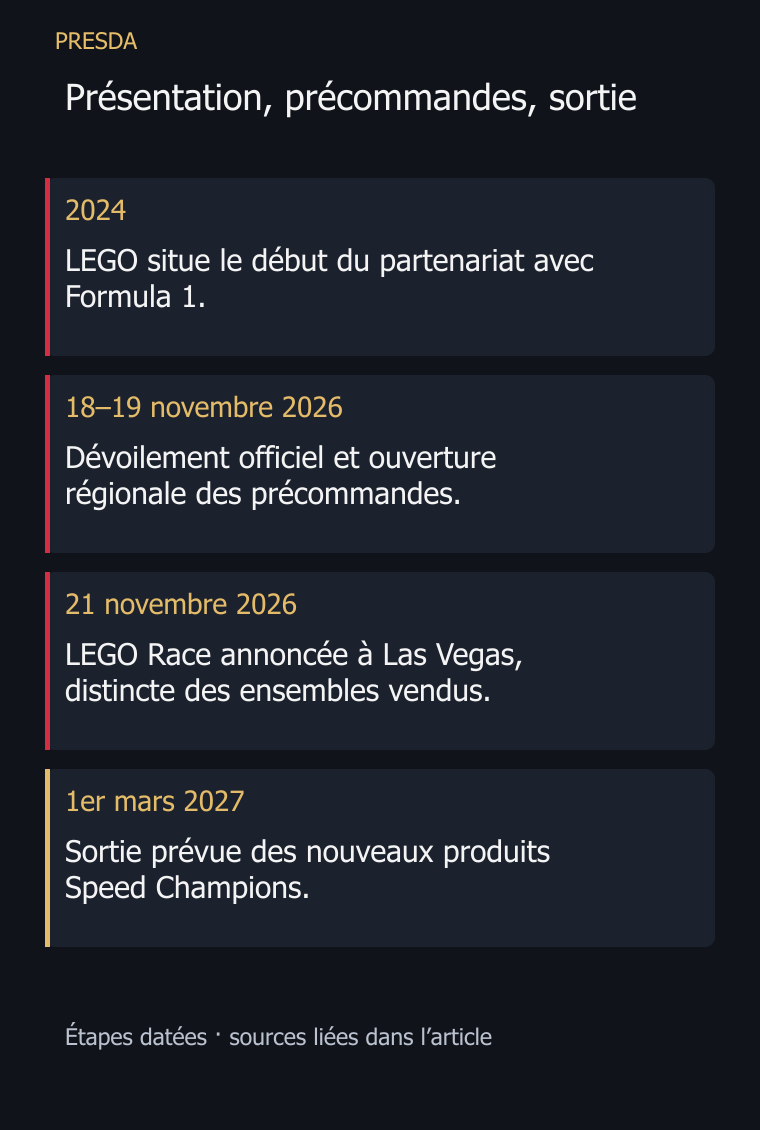 PRESDA
Présentation, précommandes, sortie
2024
LEGO situe le début du partenariat avec
Formula 1.
18–19 novembre 2026
Dévoilement officiel et ouverture
régionale des précommandes.
21 novembre 2026
LEGO Race annoncée à Las Vegas,
distincte des ensembles vendus.
1er mars 2027
Sortie prévue des nouveaux produits
Speed Champions.
Étapes datées · sources liées dans l’article